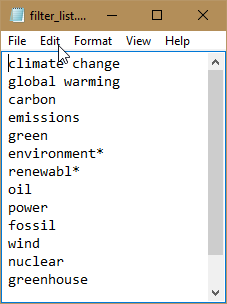 filter_list....
File Edit Format View Help
climate change
global warming
carbon
emissions
green
environment*
renewabl*
oil
power
fossil
wind
nuclear
greenhouse